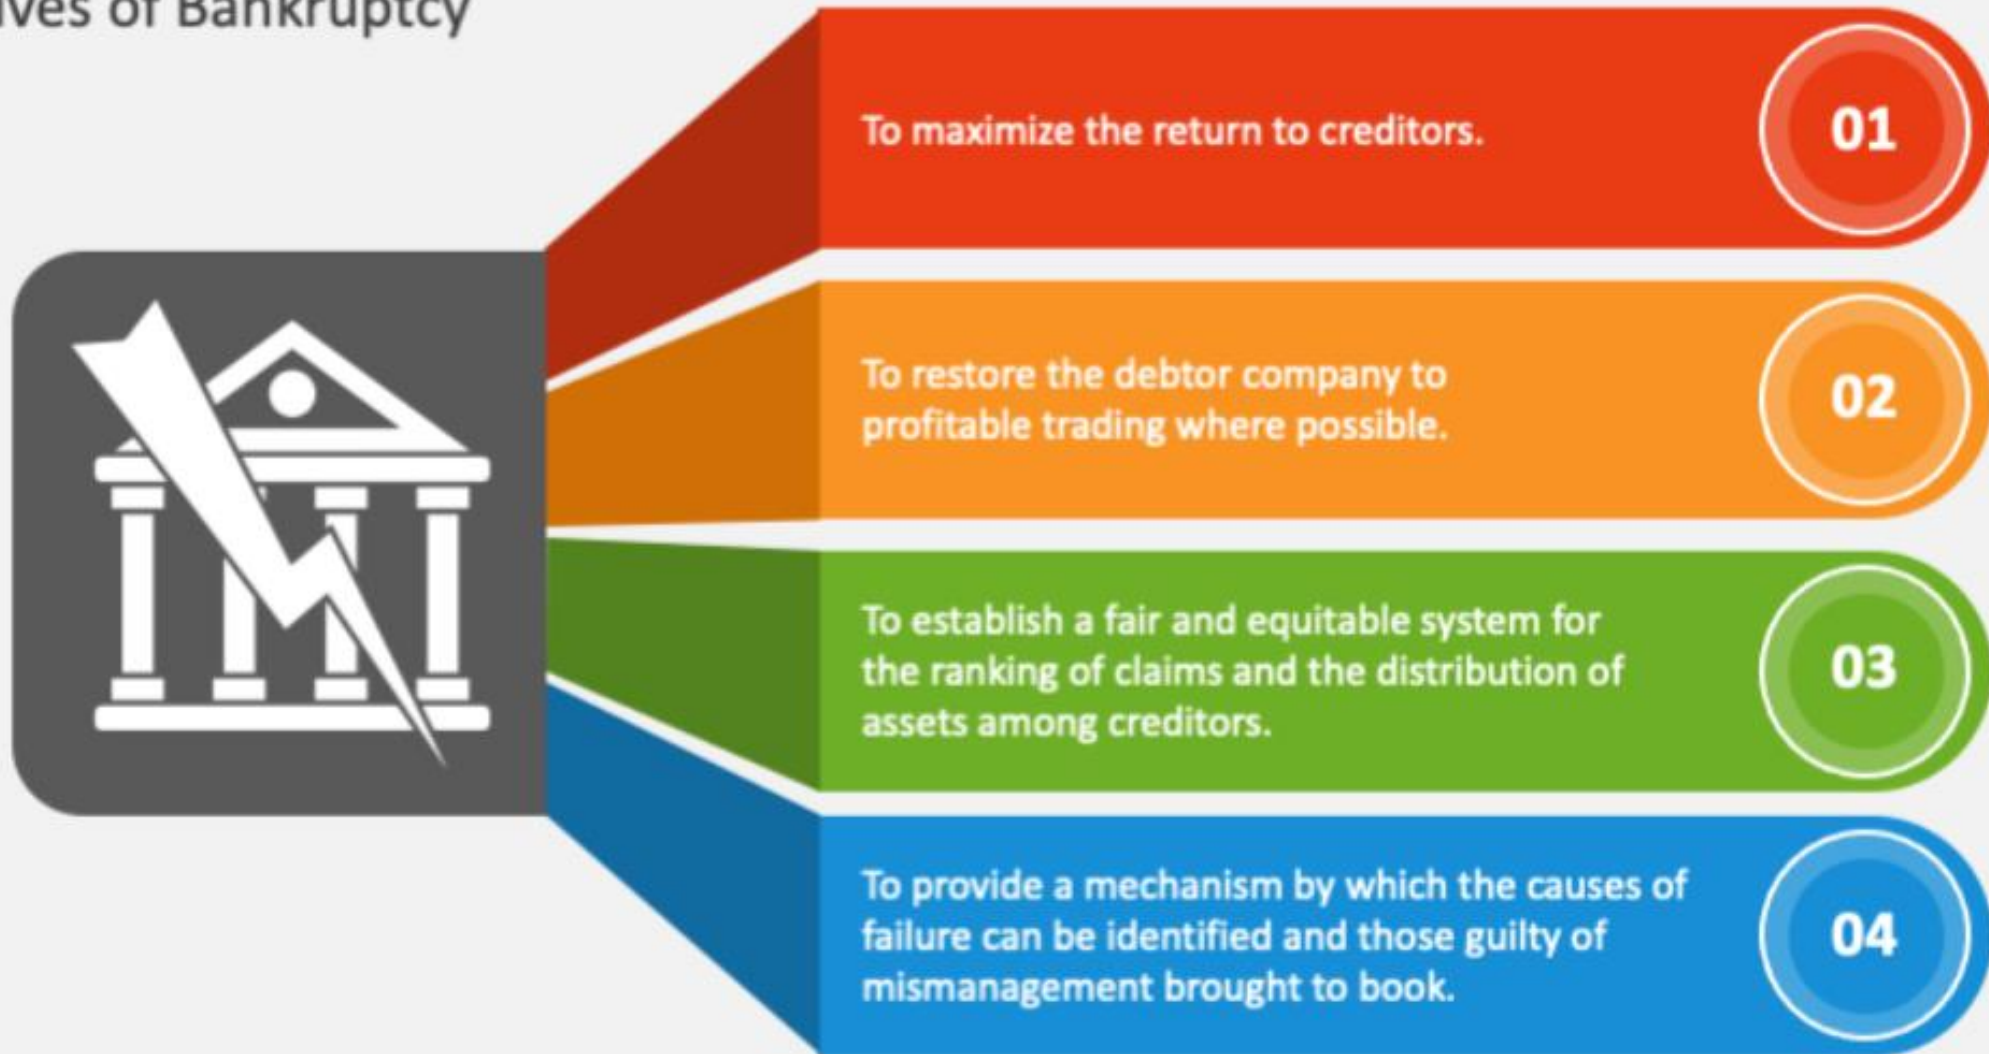 of Bankruptcy
To maximize the return to creditors.
01
To restore the debtor company to
profitable trading where possible.
02
To establish a fair and equitable system for
the ranking of claims and the distribution of
assets among creditors.
03
To provide a mechanism by which the causes of
failure can be identified and those guilty of
mismanagement brought to book.
04